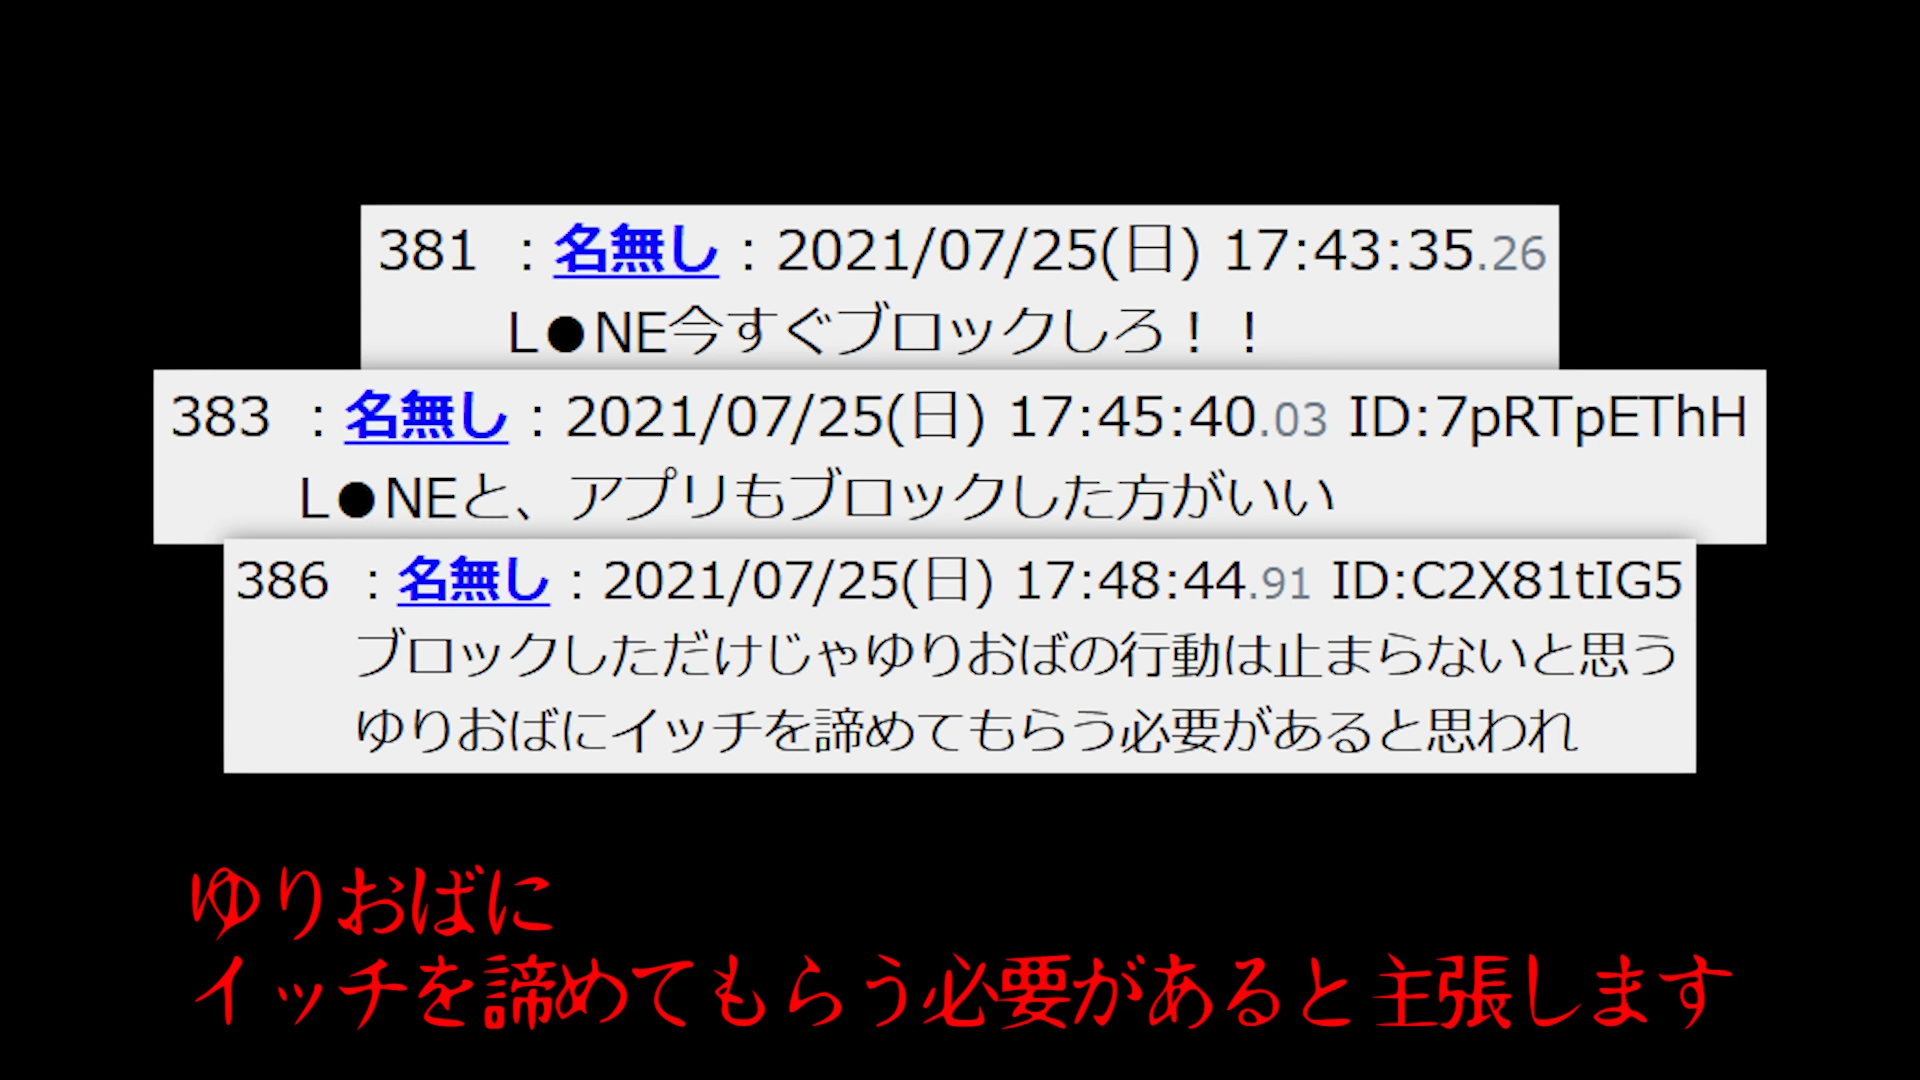 381 ：名無し：2021/07/25(日) 17:43:35.26
L●NE今すぐブロックしろ！！
383 ：名無し：2021/07/25(日) 17:45:40.03 ID:7pRTpEThH
L●NEと、アプリもブロックした方がいい
386 ：名無し：2021/07/25(日) 17:48:44.91 ID:C2X81tIG5
ブロックしただけじゃゆりおばの行動は止まらないと思う
ゆりおばにイッチを諦めてもらう必要があると思われ
ゆりおばに
イッチを諦めてもらう必要があると主張します